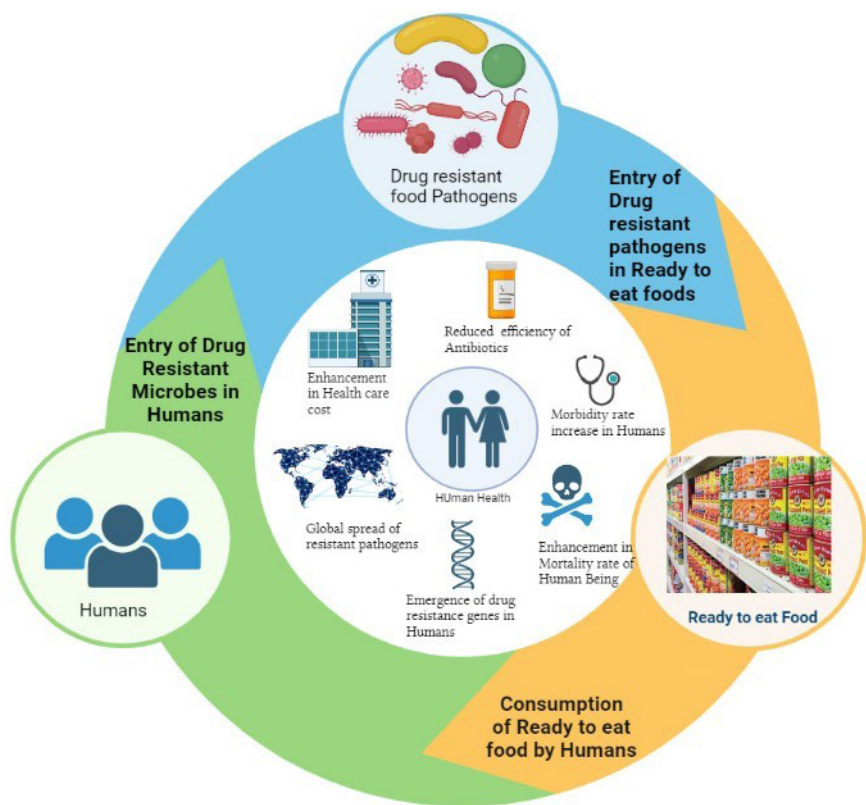 Drug resistant
food Pathogens
Entry of
Drug
resistant
pathogens
in Ready to
eat foods
Reduced efficiency of
Antibiotics
Enhancement
in Health care
cost
Morbidity rate
increase in Humans
Entry of Drug
Resistant
Microbes in
Humans
HUman Health
Global spread of
resistant pathogens
Enhancement in
Mortality rate of
Human Being
Emergence of drug
resistance genes in
Humans
Humans
Ready to eat Food
Consumption
of Ready to eat
food by Humans